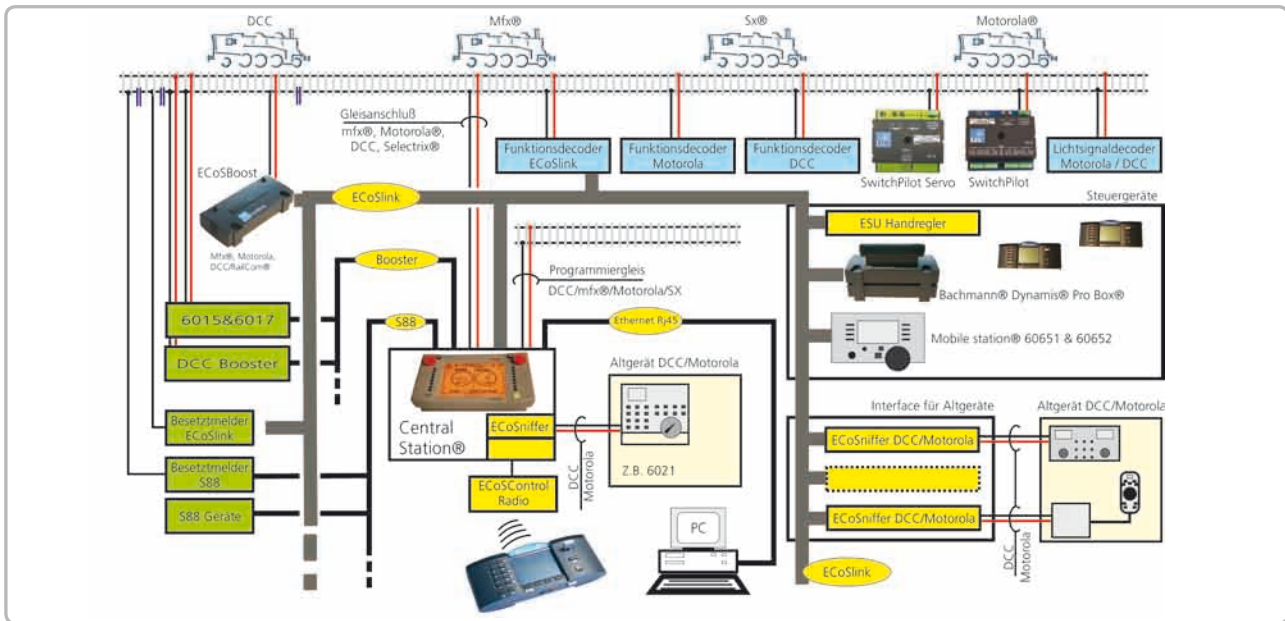 DCC
Mfx®
Sx®
Motorola®
Gleisanschluß
mfx®, Motorola®,
DCC, Selectrix®
Funktionsdecoder
ECoSlink
Funktionsdecoder
Motorola
Funktionsdecoder
DCC
SwitchPilot Servo
SwitchPilot
Lichtsignaldecoder
Motorola / DCC
ECoSBoost
Mfx®, Motorola,
DCC/RailCom®
ECoSlink
Steuergeräte
ESU Handregler
Bachmann® Dynamis® Pro Box®
Mobile station® 60651 & 60652
Booster
Programmiergleis
DCC/mfx®/Motorola/SX
6015&6017
S88
Ethernet Rj45
DCC Booster
Altgerät DCC/Motorola
Central
Station®
ECoSniffer
Z.B. 6021
DCC
Motorola
ECoSControl
Radio
Besetzmelder
ECoSlink
Besetztmelder
S88
S88 Geräte
PC
Interface für Altgeräte
Altgerät DCC/Motorola
ECoSniffer DCC/Motorola
ECoSniffer DCC/Motorola
DCC
Motorola
ECoSlink